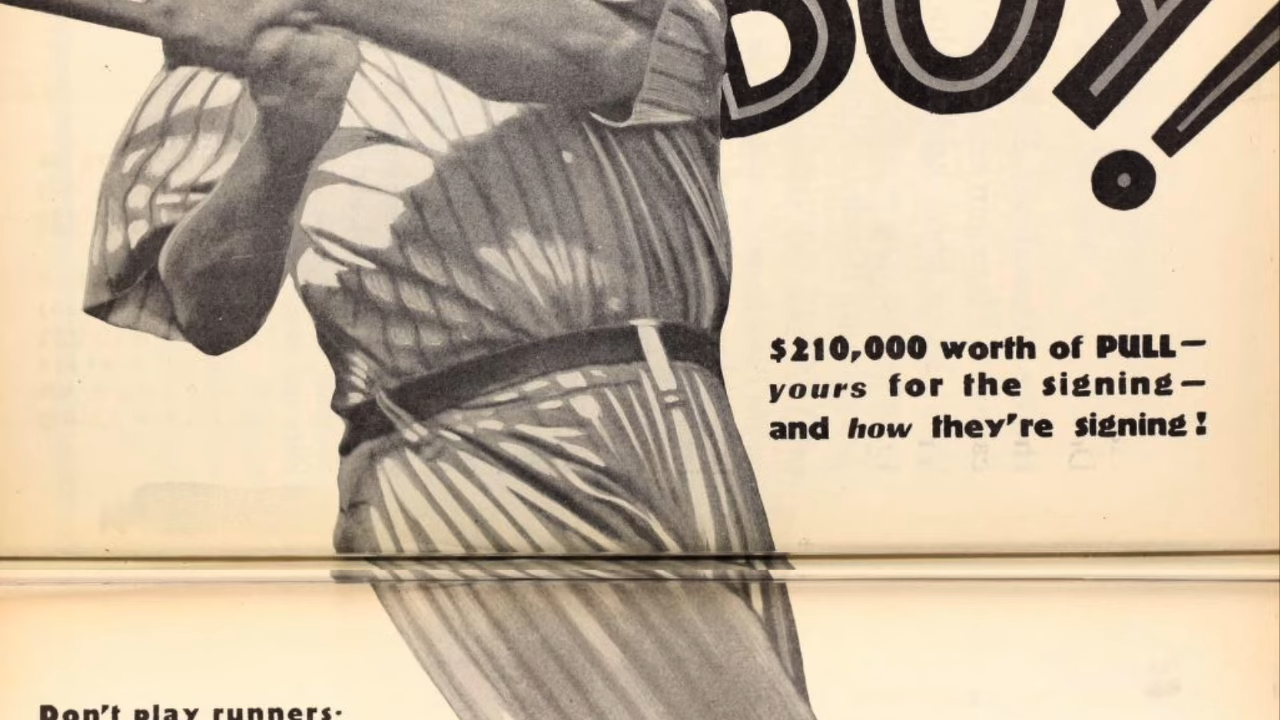 BOY!
$210,000 worth of PULL—
yours for the signing—
and how they're signing!
Don't play runners-